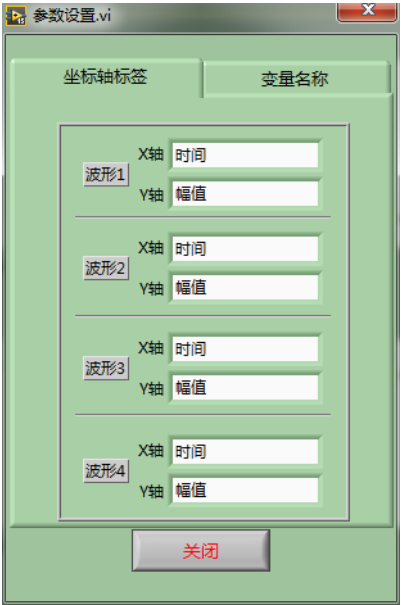 参数设置.vi
坐标轴标签 变量名称
X轴 时间
波形1
Y轴 幅值
X轴 时间
波形2
Y轴 幅值
X轴 时间
波形3
Y轴 幅值
X轴 时间
波形4
Y轴 幅值
关闭